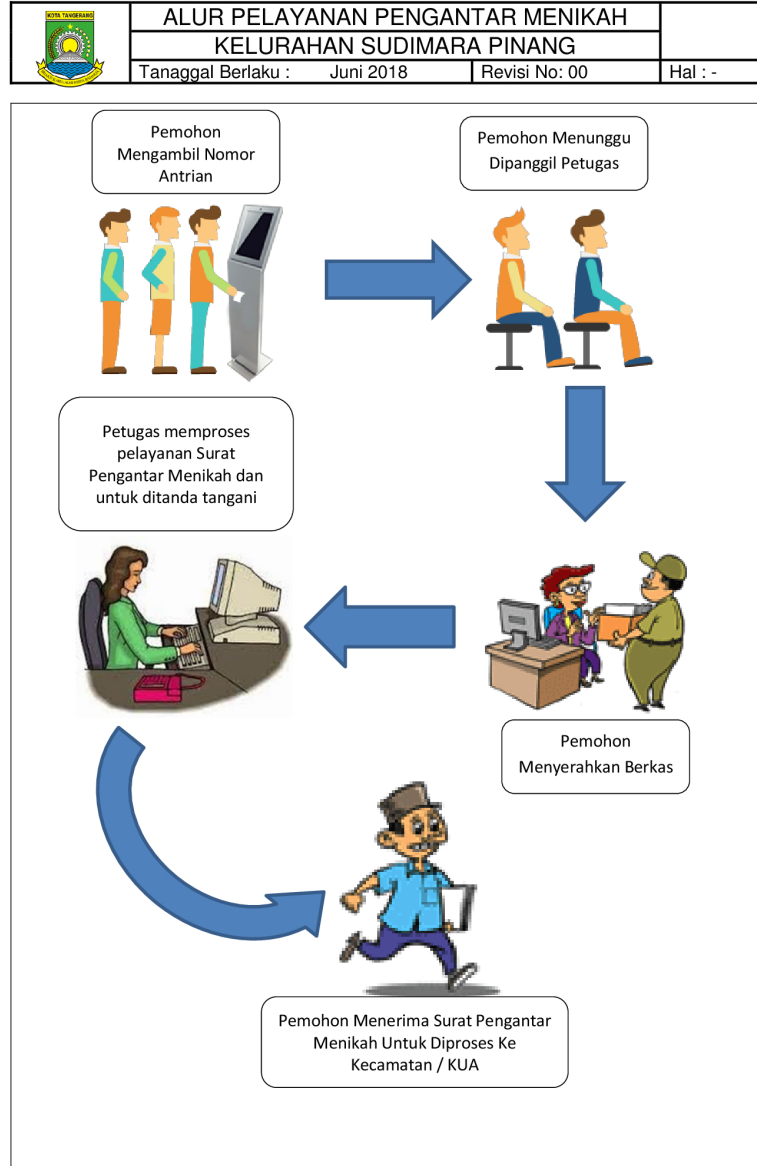 KOTA TANGERANG
ALUR PELAYANAN PENGANTAR MENIKAH
KELURAHAN SUDIMARA PINANG
Tanaggal Berlaku : Juni 2018 Revisi No: 00 Hal : -
Pemohon
Mengambil Nomor
Antrian
Pemohon Menunggu
Dipanggil Petugas
Petugas memproses
pelayanan Surat
Pengantar Menikah dan
untuk ditanda tangani
Pemohon
Menyerahkan Berkas
Pemohon Menerima Surat Pengantar
Menikah Untuk Diproses Ke
Kecamatan / KUA